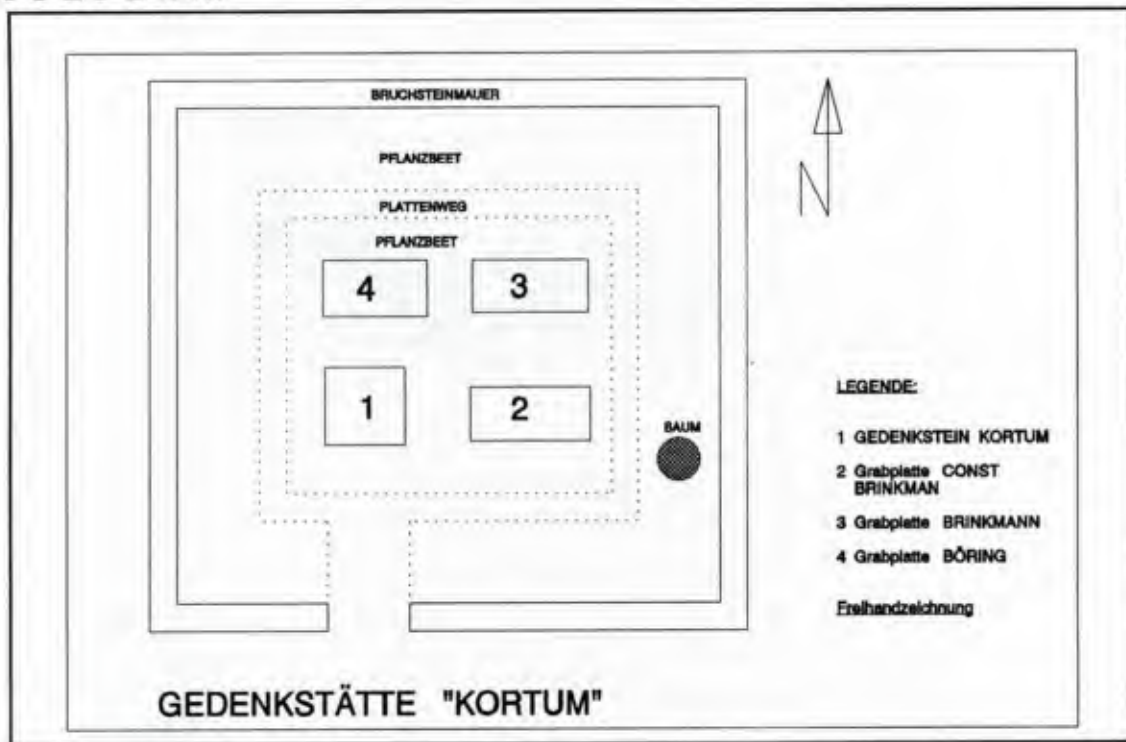 BRUCHSTEINMAUER
PFLANZBEET
PLATTENWEG
PFLANZBEET
4
3
1
2
BAUM
N
LEGENDE:
1 GEDENKSTEIN KORTUM
2 Grabplatte CONST
BRINKMAN
3 Grabplatte BRINKMANN
4 Grabplatte BÖRING
Freihandzeichnung
GEDENKSTÄTTE "KORTUM"